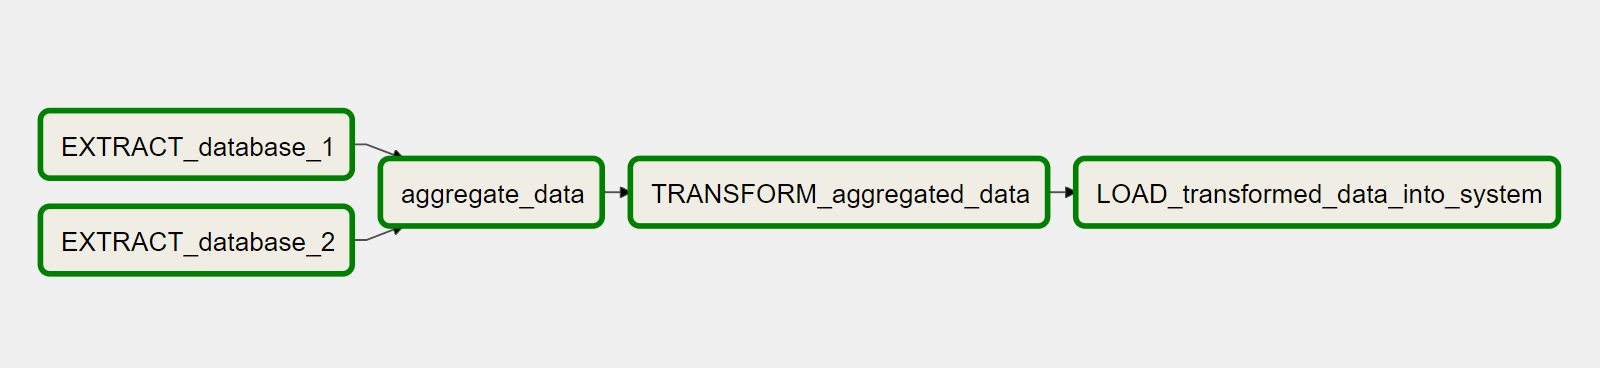 EXTRACT_database_1
EXTRACT_database_2
aggregate_data
TRANSFORM_aggregated_data
LOAD_transformed_data_into_system